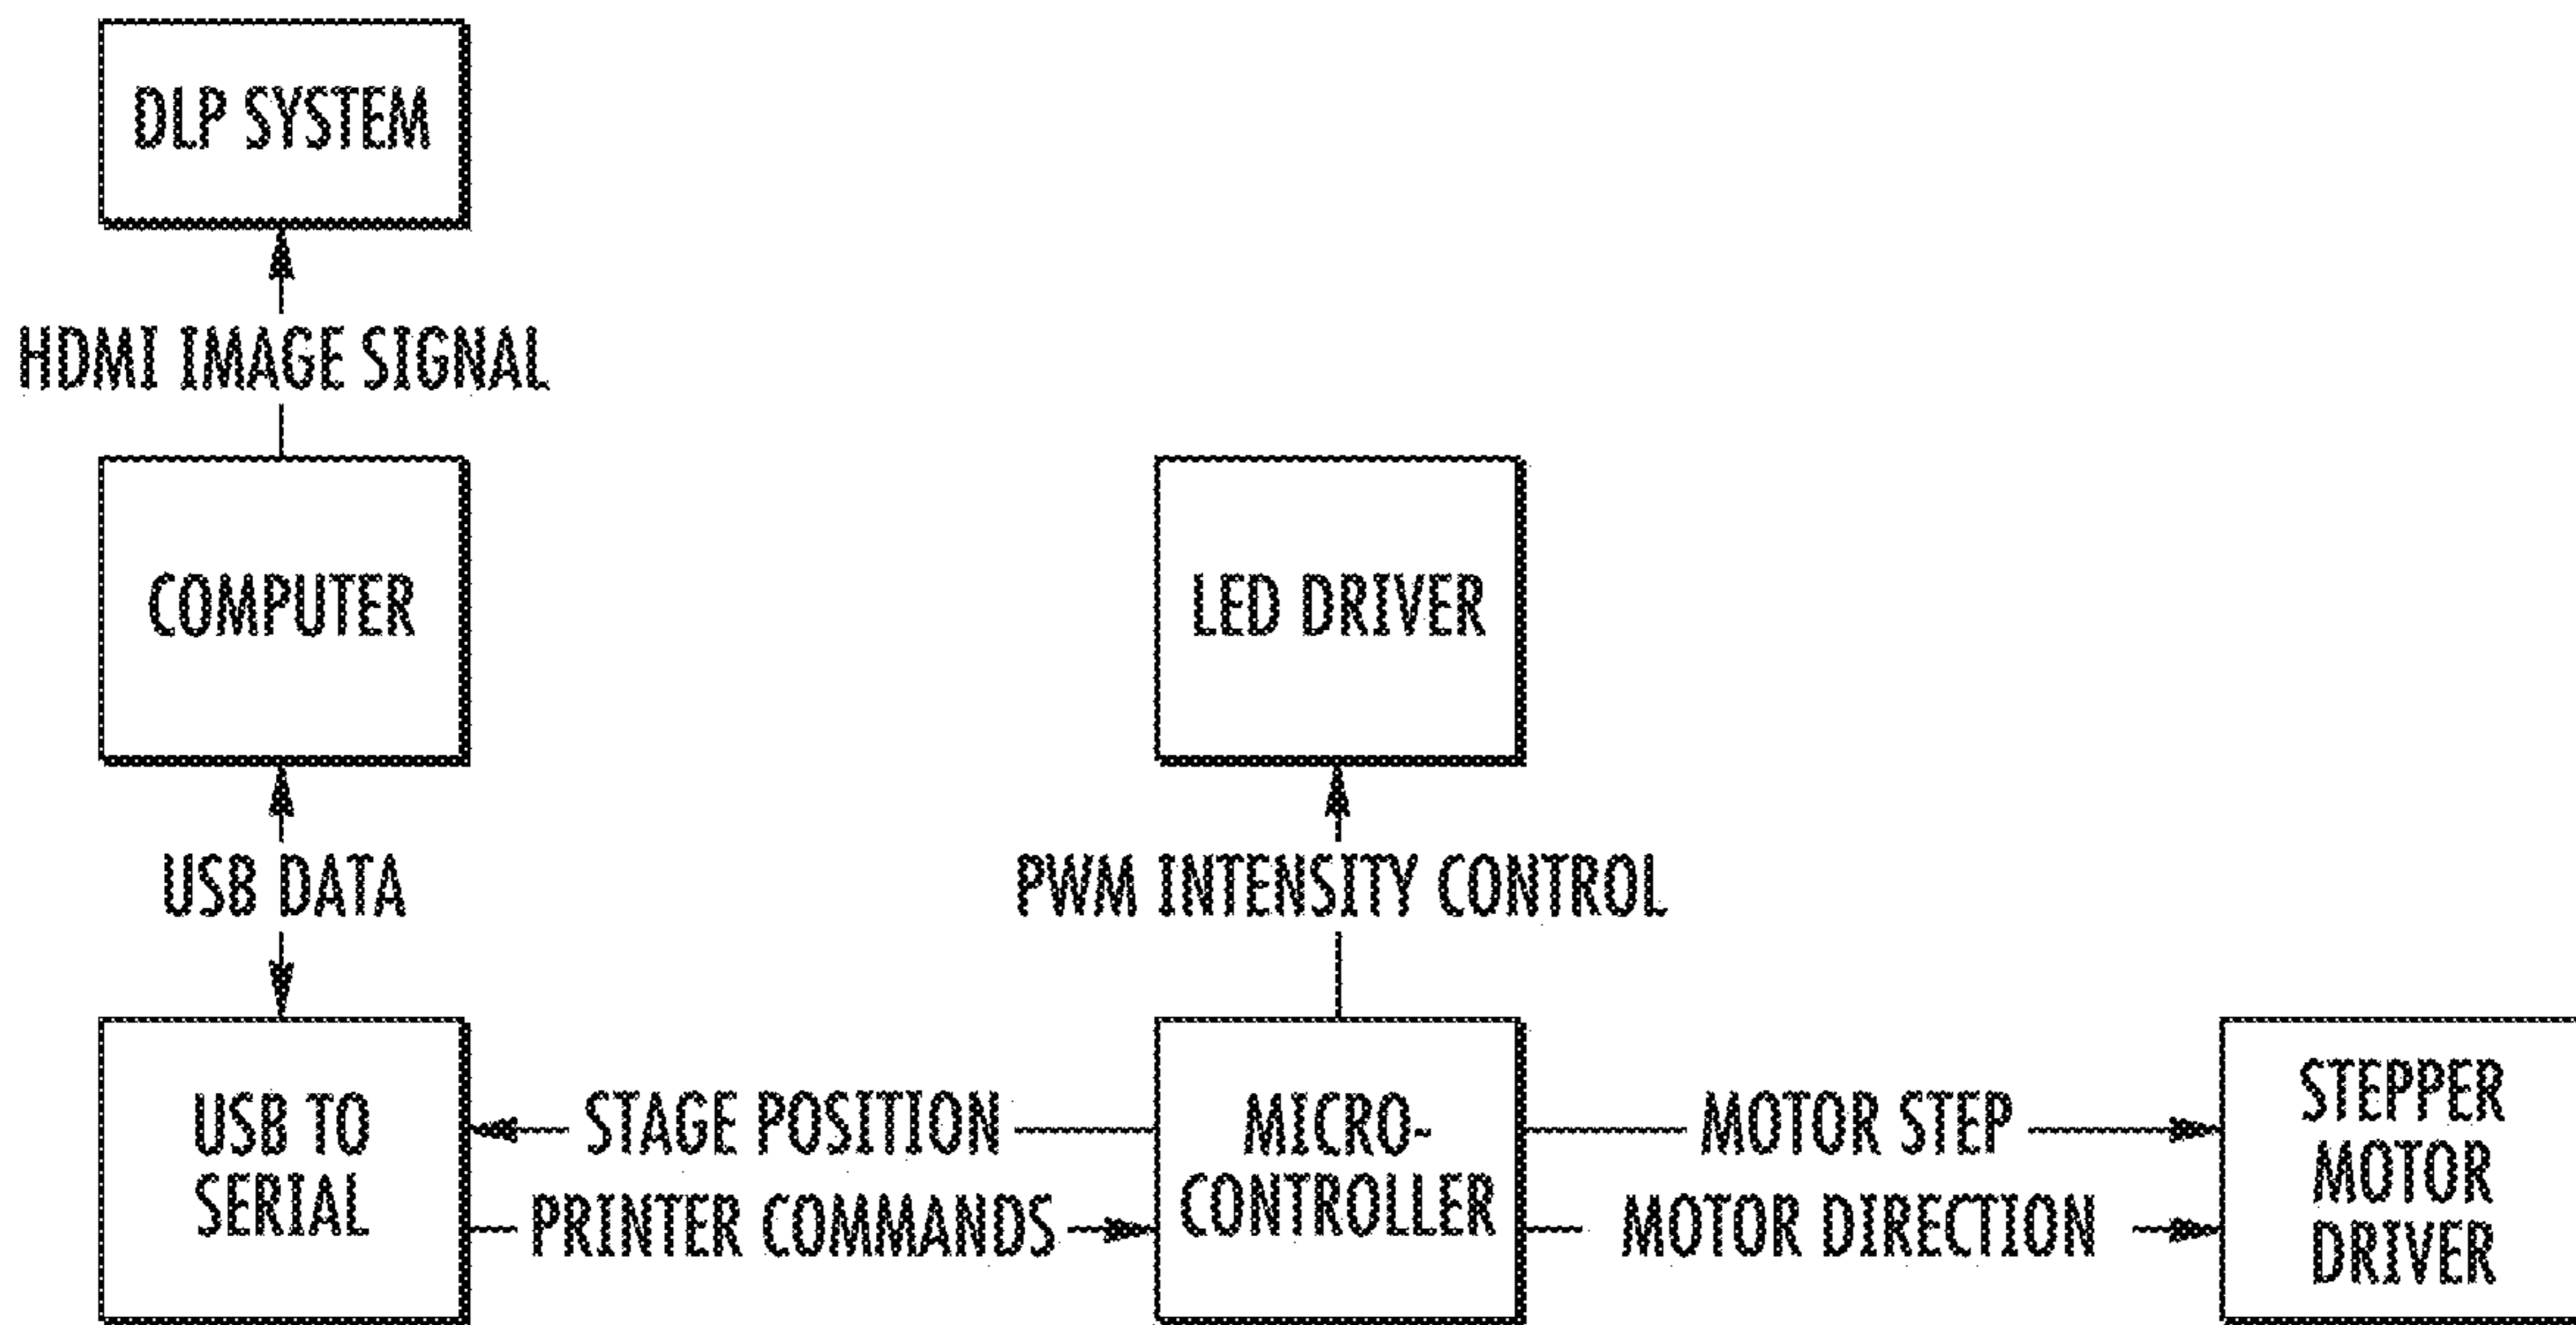 DLP SYSTEM
HDMI IMAGE SIGNAL
COMPUTER
LED DRIVER
USB DATA
PWM INTENSITY CONTROL
USB TO
SERIAL
STAGE POSITION
PRINTER COMMANDS
MICRO-
CONTROLLER
MOTOR STEP
MOTOR DIRECTION
STEPPER
MOTOR
DRIVER